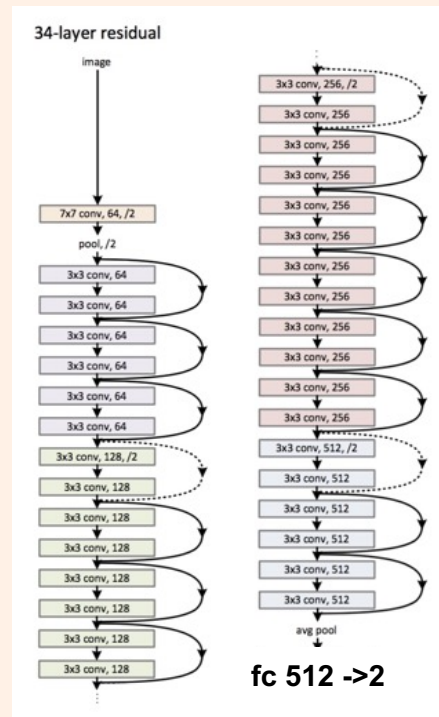 34-layer residual
image
7x7 conv, 64, /2
pool, /2
3x3 conv, 64
3x3 conv, 64
3x3 conv, 64
3x3 conv, 64
3x3 conv, 64
3x3 conv, 64
3x3 conv, 128, /2
3x3 conv, 128
3x3 conv, 128
3x3 conv, 128
3x3 conv, 128
3x3 conv, 128
3x3 conv, 128
3x3 conv, 128
3x3 conv, 256, /2
3x3 conv, 256
3x3 conv, 256
3x3 conv, 256
3x3 conv, 256
3x3 conv, 256
3x3 conv, 256
3x3 conv, 256
3x3 conv, 256
3x3 conv, 256
3x3 conv, 256
3x3 conv, 256
3x3 conv, 512, /2
3x3 conv, 512
3x3 conv, 512
3x3 conv, 512
3x3 conv, 512
3x3 conv, 512
avg pool
fc 512 ->2